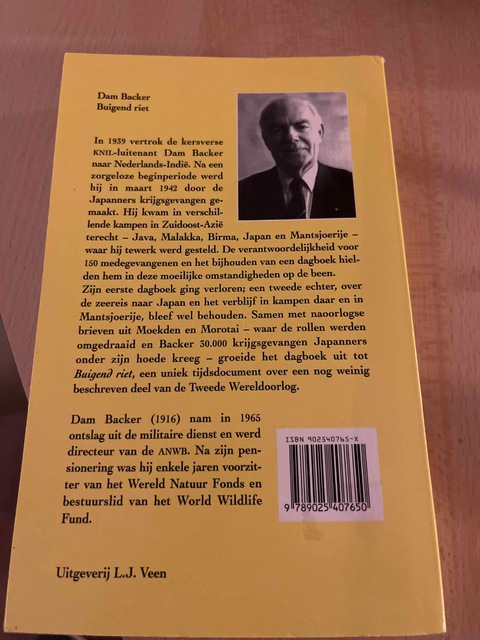 Dam Backer
Buigend riet
In 1939 vertrok de kersverse
KNIL-luitenant Dam Backer
naar Nederlands-Indië. Na een
zorgeloze beginperiode werd
hij in maart 1942 door de
Japanners krijgsgevangen ge-
maakt. Hij kwam in verschil-
lende kampen in Zuidoost-Azië
terecht – Java, Malakka, Birma, Japan en Mantsjoerije –
waar hij tewerk werd gesteld. De verantwoordelijkheid voor
150 medegevangenen en het bijhouden van een dagboek hiel-
den hem in deze moeilijke omstandigheden op de been.
Zijn eerste dagboek ging verloren; een tweede echter, over
de zeereis naar Japan en het verblijf in kampen daar en in
Mantsjoerije, bleef wel behouden. Samen met naoorlogse
brieven uit Moekden en Morotai – waar de rollen werden
omgedraaid en Backer 30.000 krijgsgevangen Japanners
onder zijn hoede kreeg – groeide het dagboek uit tot
Buigend riet, een uniek tijdsdocument over een nog weinig
beschreven deel van de Tweede Wereldoorlog.
Dam Backer (1916) nam in 1965
ontslag uit de militaire dienst en werd
directeur van de ANWB. Na zijn pen-
sionering was hij enkele jaren voorzit-
ter van het Wereld Natuur Fonds en
bestuurslid van het World Wildlife
Fund.
ISBN 902540765-X
9 789025 407650
Uitgeverij L.J. Veen